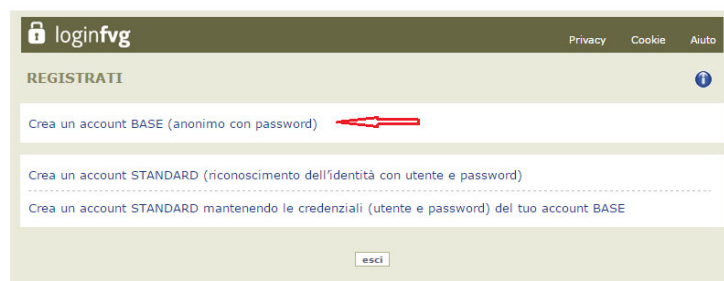 loginfvg
Privacy Cookie Aiuto
REGISTRATI
Crea un account BASE (anonimo con password)
Crea un account STANDARD (riconoscimento dell'identità con utente e password)
Crea un account STANDARD mantenendo le credenziali (utente e password) del tuo account BASE
esci